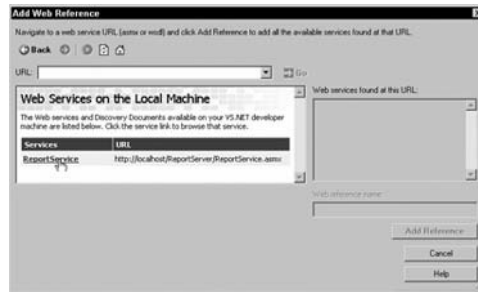 Add Web Reference
Navigate to a web service URL (asmx or wsdl) and click Add Reference to add all the available services found at that URL.
Back
URL:
Go
Web services found at this URL:
Web Services on the Local Machine
The Web services and Discovery Documents available on your VS.NET developer
machine are listed below. Click the service link to browse that service.
Services URL
ReportService http://localhost/ReportServer/ReportService.asmx
Web reference name:
Add Reference
Cancel
Help